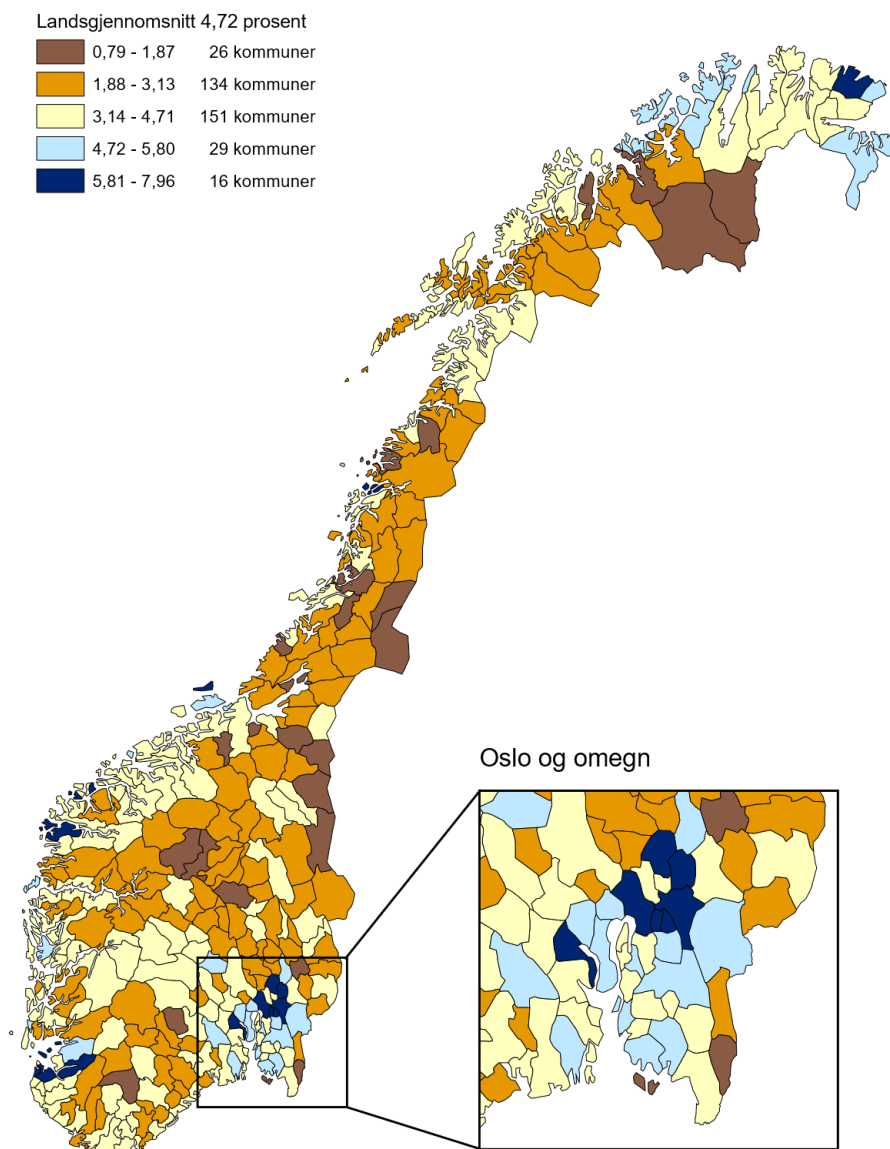 Landsgjennomsnitt 4,72 prosent
0,79 - 1,87 26 kommuner
1,88 - 3,13 134 kommuner
3,14 - 4,71 151 kommuner
4,72 - 5,80 29 kommuner
5,81 - 7,96 16 kommuner
Oslo og omegn